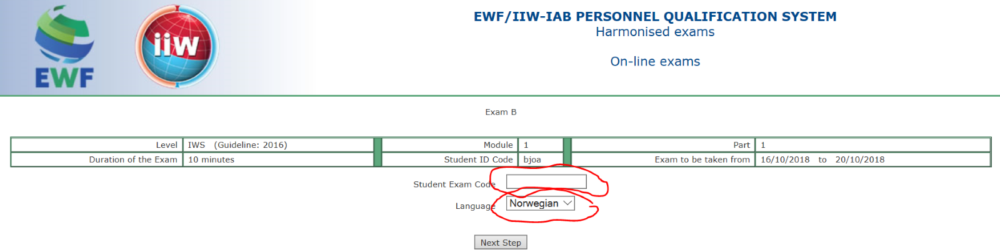 EWF
iiw
EWF/IIW-IAB PERSONNEL QUALIFICATION SYSTEM
Harmonised exams
On-line exams
Exam B
Level IWS (Guideline: 2016) Module 1 Part 1
Duration of the Exam 10 minutes Student ID Code bjoa Exam to be taken from 16/10/2018 to 20/10/2018
Student Exam Code
Language Norwegian
Next Step